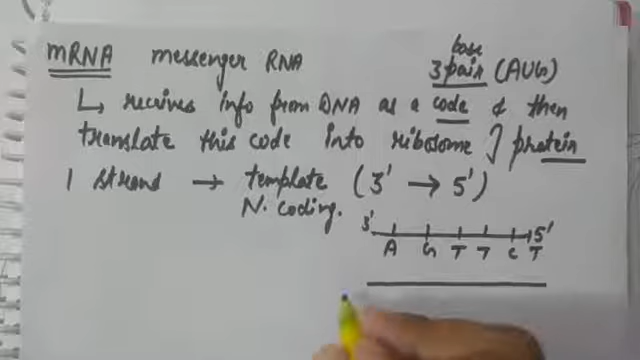 mRNA messenger RNA
base
3 pair (AUG)
↳ receives info from DNA as a code & then
translate this code into ribosome } protein
1 strand → template (3' → 5')
N. coding.
3' 5'
A G T T C T